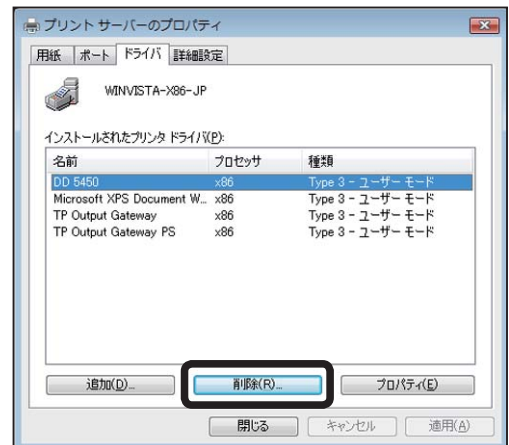 プリント サーバーのプロパティ
用紙 ポート ドライバ 詳細設定
WINVISTA-X86-JP
インストールされたプリンタ ドライバ(P):
名前 プロセッサ 種類
DD 5450 x86 Type 3 - ユーザー モード
Microsoft XPS Document W... x86 Type 3 - ユーザー モード
TP Output Gateway x86 Type 3 - ユーザー モード
TP Output Gateway PS x86 Type 3 - ユーザー モード
追加(D)... 削除(R)... プロパティ(E)
閉じる キャンセル 適用(A)